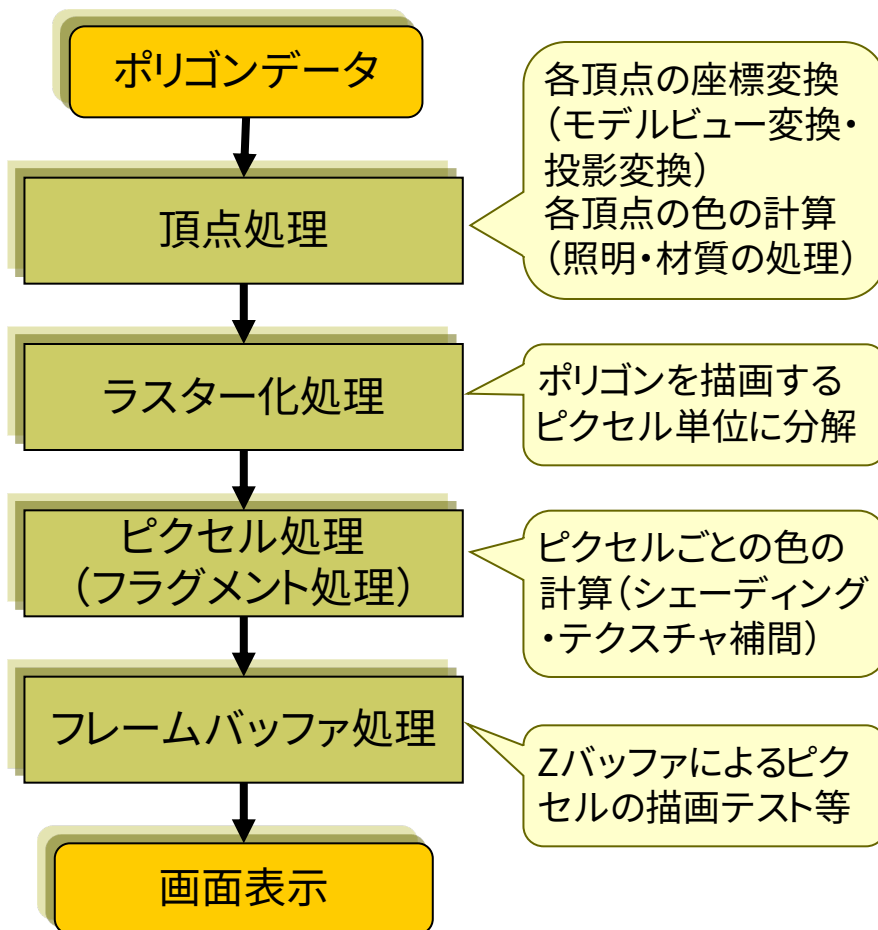 ポリゴンデータ
各頂点の座標変換
（モデルビュー変換・
投影変換）
各頂点の色の計算
（照明・材質の処理）
頂点処理
ラスター化処理
ポリゴンを描画する
ピクセル単位に分解
ピクセル処理
（フラグメント処理）
ピクセルごとの色の
計算（シェーディング
・テクスチャ補間）
フレームバッファ処理
Zバッファによるピク
セルの描画テスト等
画面表示